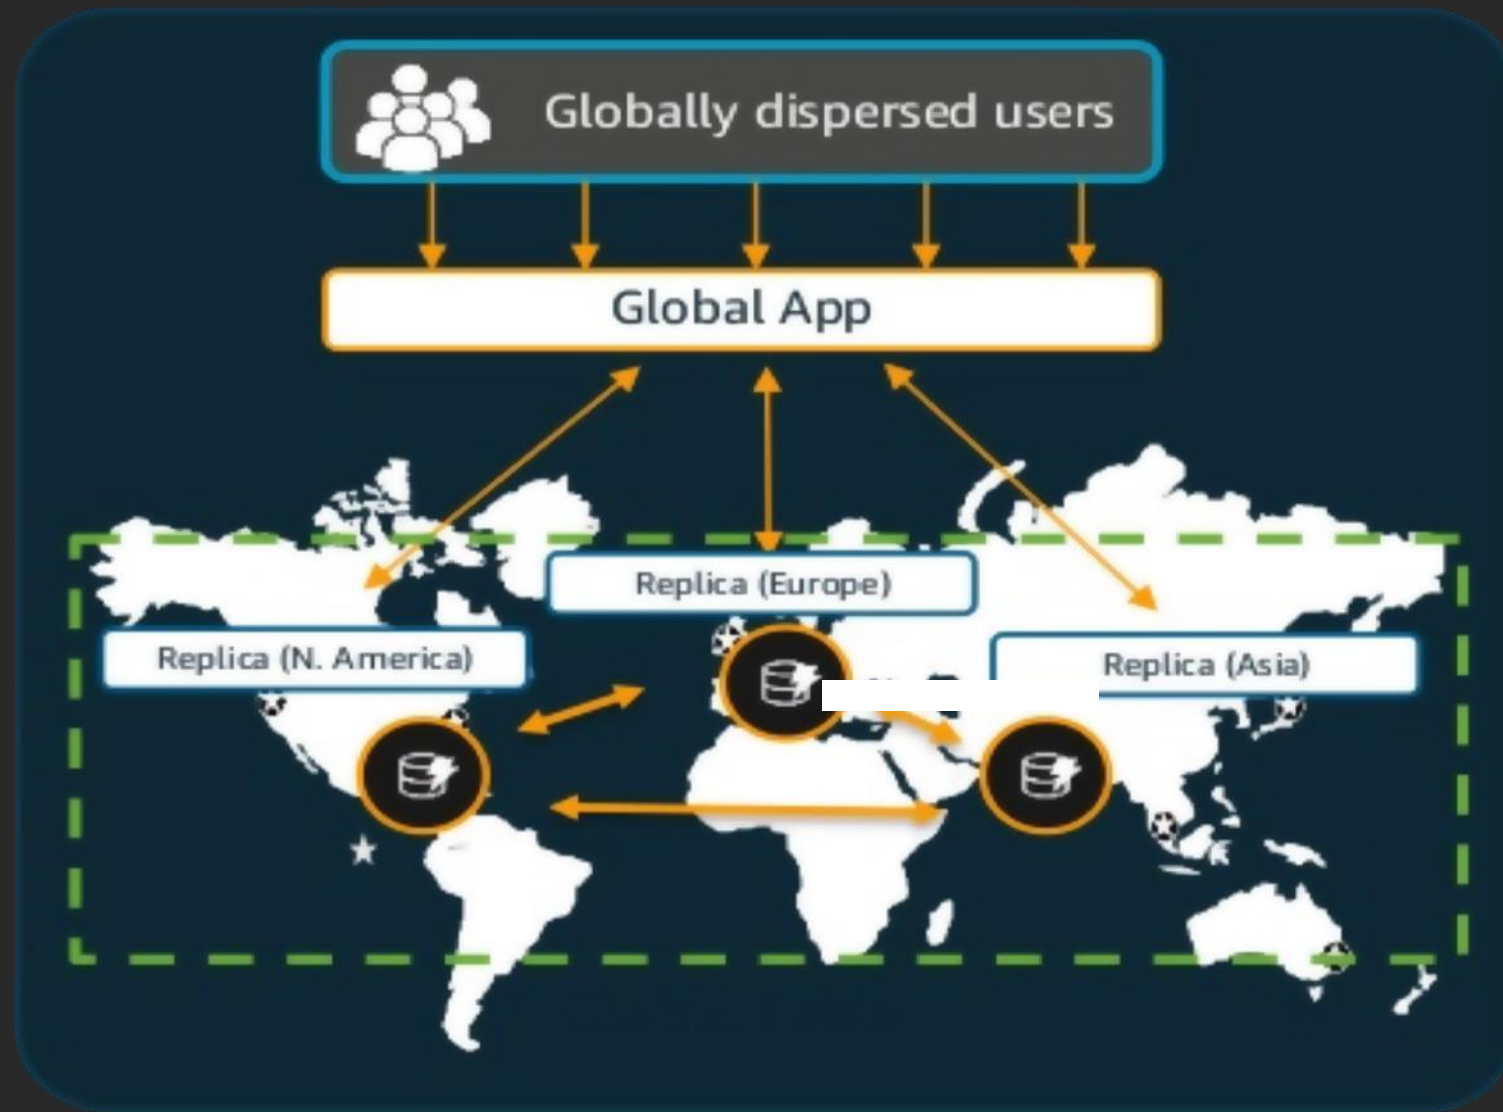 Globally dispersed users
Global App
Replica (Europe)
Replica (N. America)
Replica (Asia)